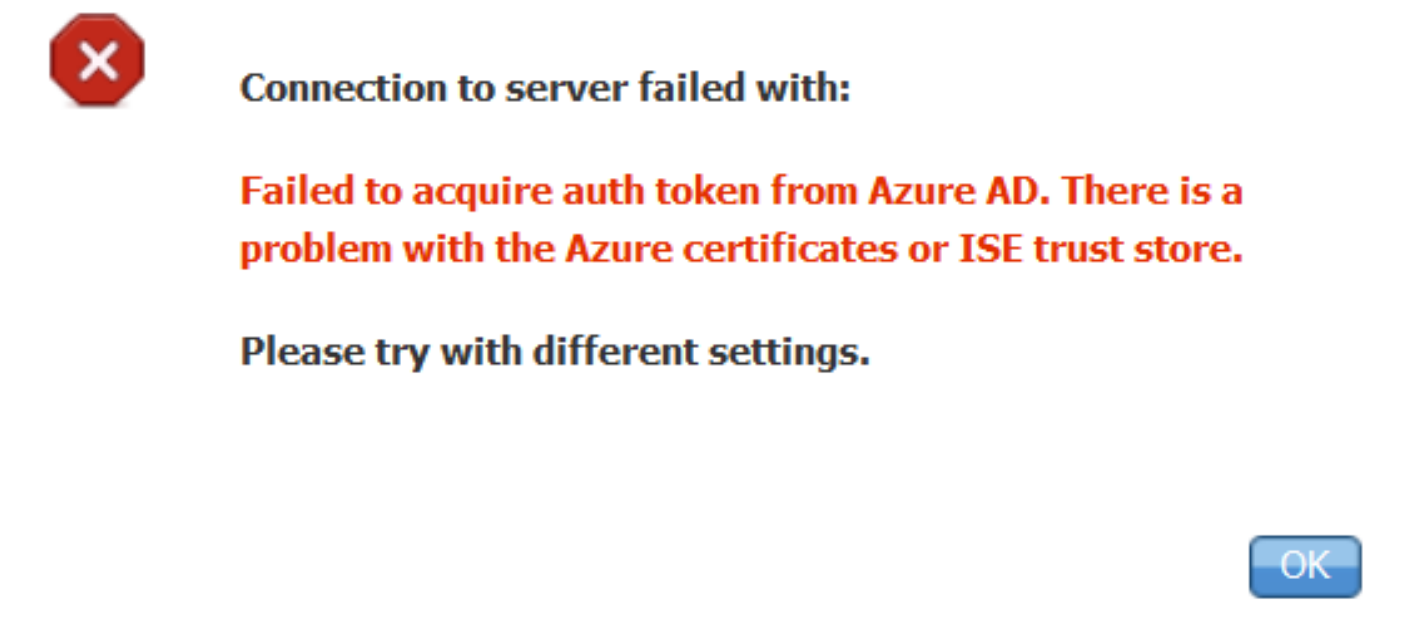 Connection to server failed with:
Failed to acquire auth token from Azure AD. There is a
problem with the Azure certificates or ISE trust store.
Please try with different settings.
OK